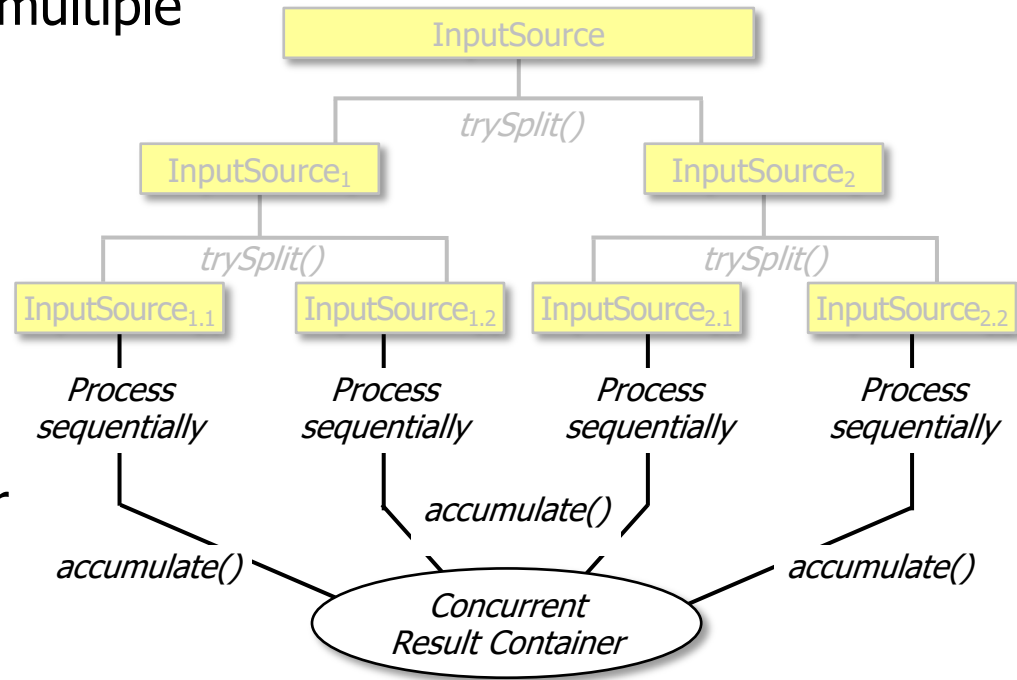 multiple
InputSource
trySplit()
InputSource₁
InputSource₂
trySplit()
trySplit()
InputSource₁.₁
InputSource₁.₂
InputSource₂.₁
InputSource₂.₂
Process
sequentially
Process
sequentially
Process
sequentially
Process
sequentially
r
accumulate()
accumulate()
accumulate()
Concurrent
Result Container